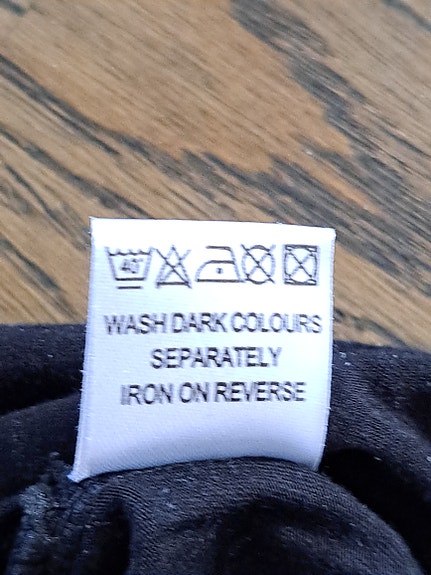 40°
WASH DARK COLOURS
SEPARATELY
IRON ON REVERSE